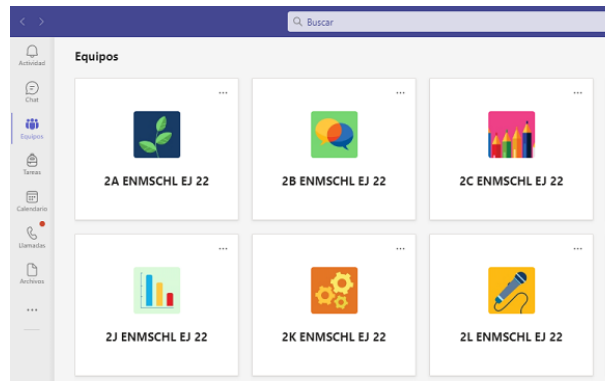 Buscar
Actividad
Chat
Equipos
Tareas
Calendario
Llamadas
Archivos
Equipos
2A ENMSCHL EJ 22
2B ENMSCHL EJ 22
2C ENMSCHL EJ 22
2J ENMSCHL EJ 22
2K ENMSCHL EJ 22
2L ENMSCHL EJ 22